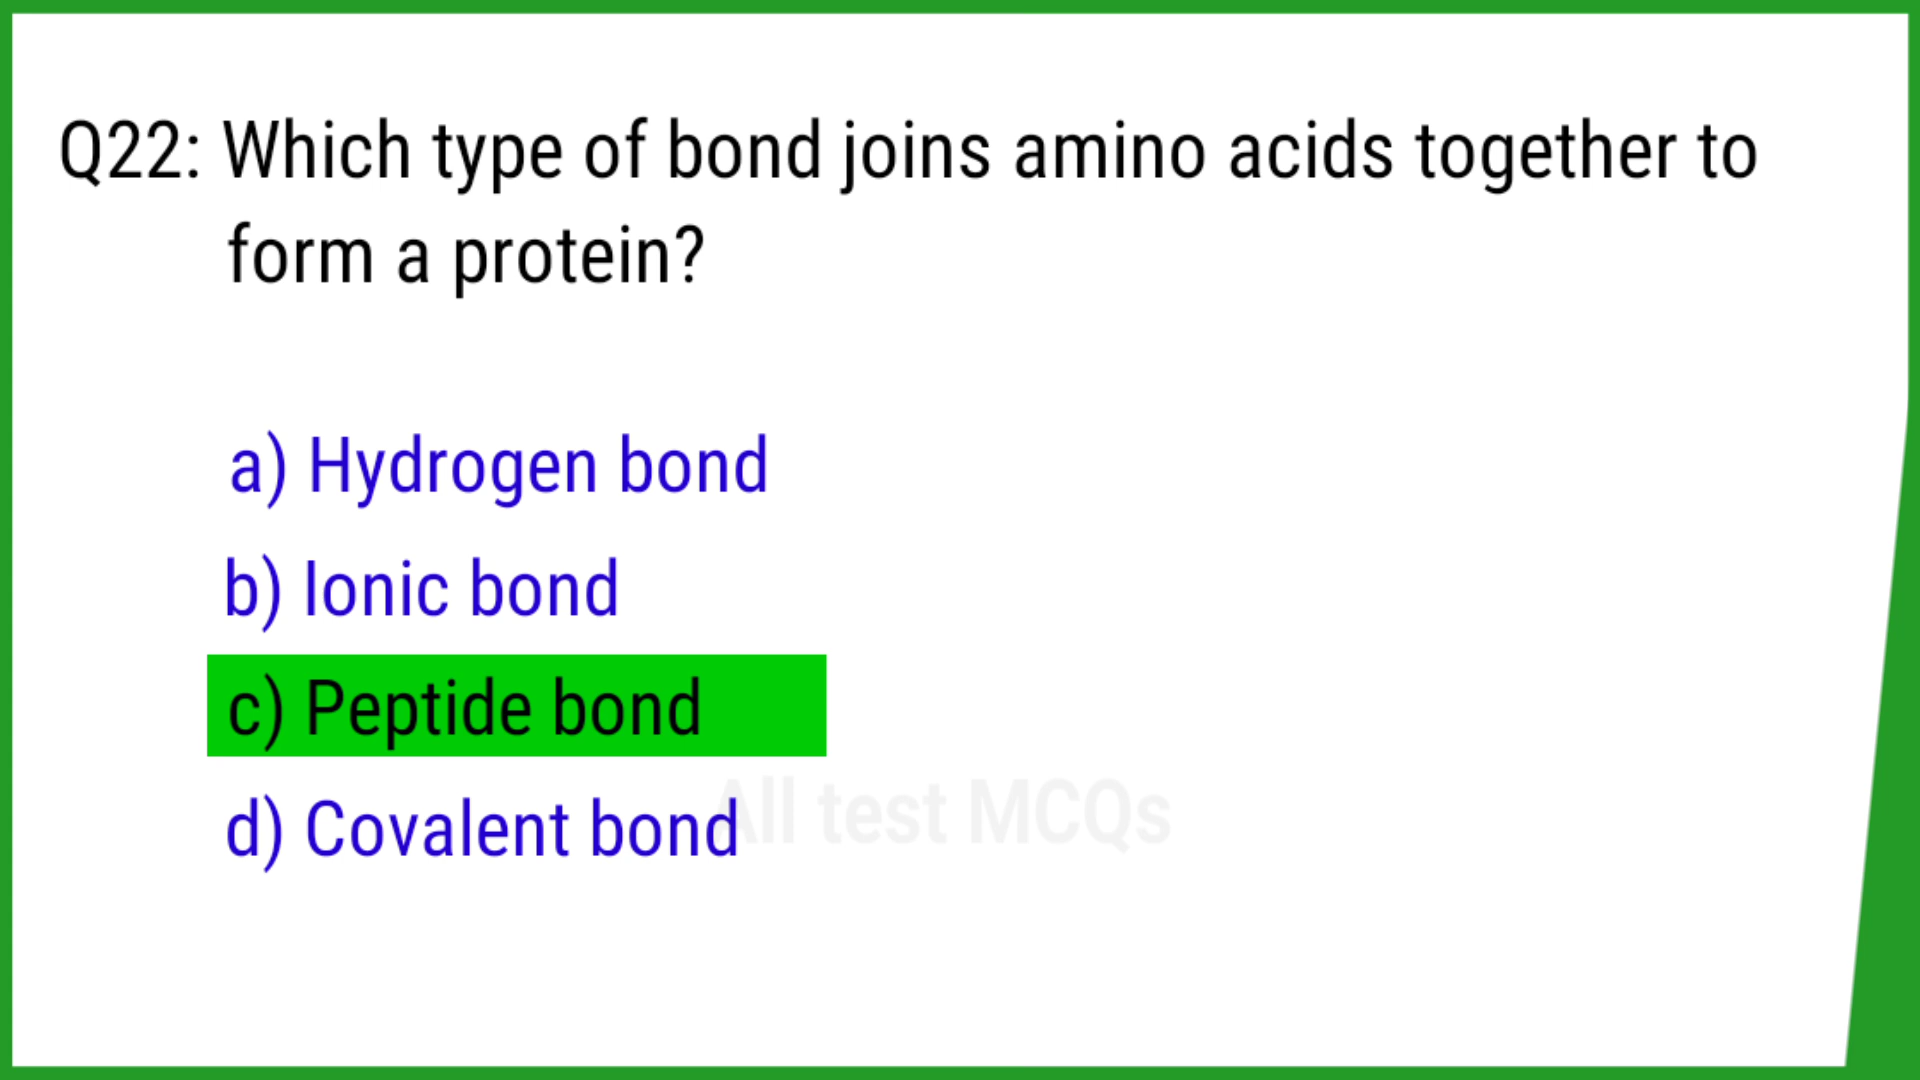 Q22: Which type of bond joins amino acids together to
form a protein?
a) Hydrogen bond
b) Ionic bond
c) Peptide bond
d) Covalent bond
All test MCQs